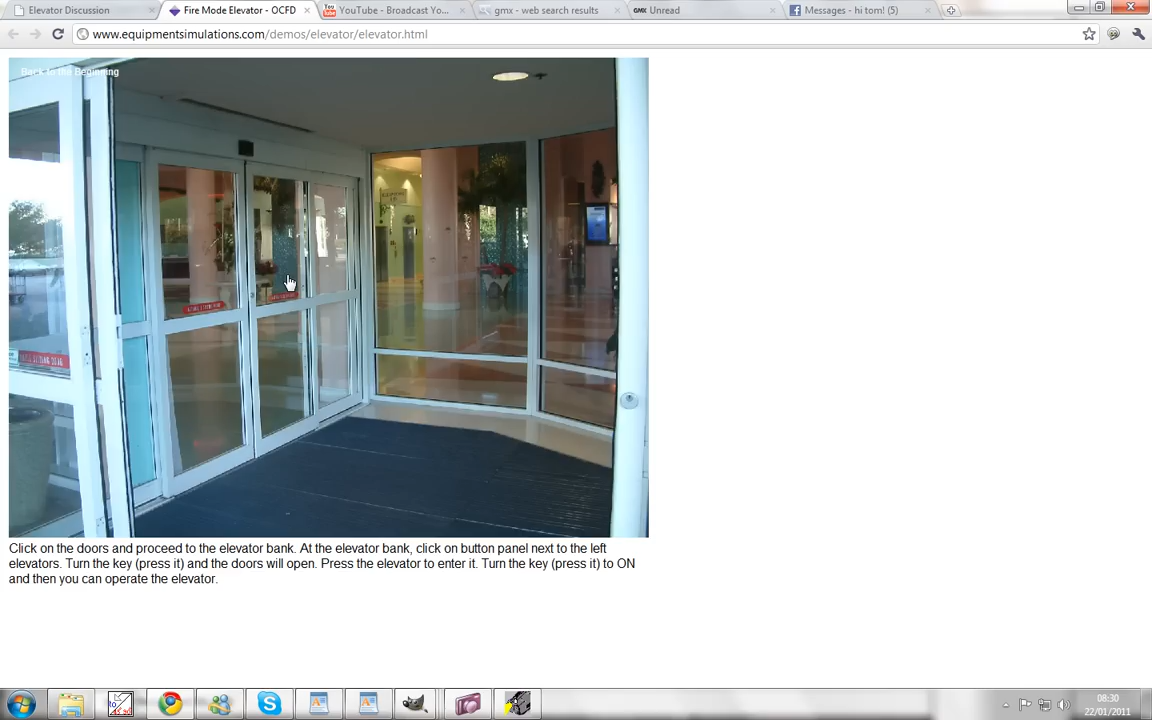 Elevator Discussion
Fire Mode Elevator - OCFD
YouTube - Broadcast Yo...
gmx - web search results
GMX Unread
Messages - hi tom! (5)
www.equipmentsimulations.com/demos/elevator/elevator.html
Back to the Beginning
Click on the doors and proceed to the elevator bank. At the elevator bank, click on button panel next to the left
elevators. Turn the key (press it) and the doors will open. Press the elevator to enter it. Turn the key (press it) to ON
and then you can operate the elevator.
08:30
22/01/2011